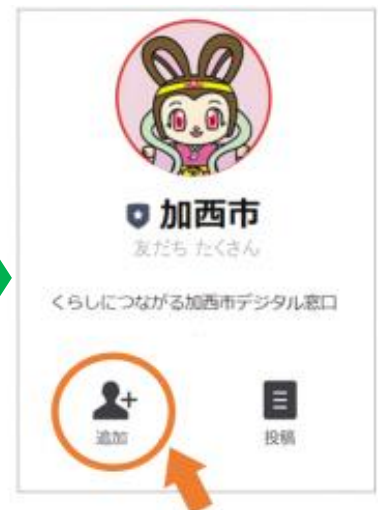 加西市
友だち たくさん
くらしにつながる加西市デジタル窓口
追加
投稿